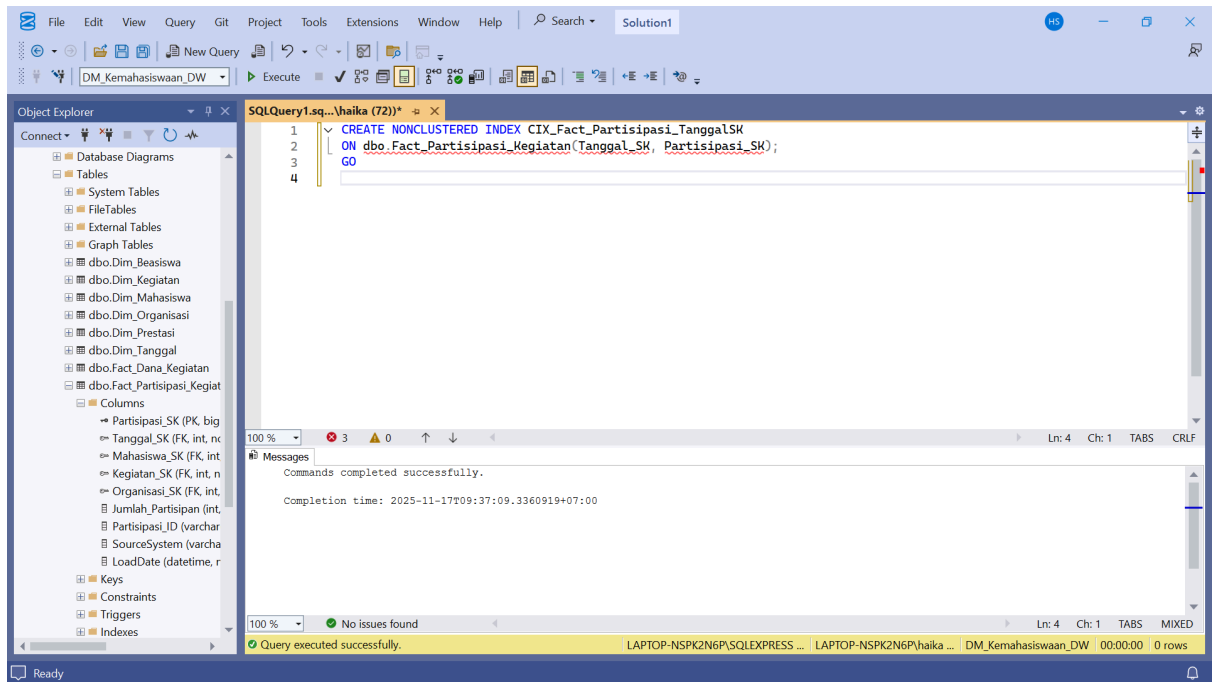 File Edit View Query Git Project Tools Extensions Window Help Search Solution1 HS
New Query
DM_Kemahasiswaan_DW Execute
Object Explorer
Connect
Database Diagrams
Tables
System Tables
FileTables
External Tables
Graph Tables
dbo.Dim_Beasiswa
dbo.Dim_Kegiatan
dbo.Dim_Mahasiswa
dbo.Dim_Organisasi
dbo.Dim_Prestasi
dbo.Dim_Tanggal
dbo.Fact_Dana_Kegiatan
dbo.Fact_Partisipasi_Kegiat
Columns
Partisipasi_SK (PK, big
Tanggal_SK (FK, int, nc
Mahasiswa_SK (FK, int
Kegiatan_SK (FK, int, n
Organisasi_SK (FK, int,
Jumlah_Partisipan (int,
Partisipasi_ID (varchar
SourceSystem (varcha
LoadDate (datetime, r
Keys
Constraints
Triggers
Indexes
SQLQuery1.sq...\haika (72))*
1 CREATE NONCLUSTERED INDEX CIX_Fact_Partisipasi_TanggalSK
2 ON dbo.Fact_Partisipasi_Kegiatan(Tanggal_SK, Partisipasi_SK);
3 GO
4
100 % 3 0 Ln: 4 Ch: 1 TABS CRLF
Messages
Commands completed successfully.
Completion time: 2025-11-17T09:37:09.3360919+07:00
100 % No issues found Ln: 4 Ch: 1 TABS MIXED
Query executed successfully. LAPTOP-NSPK2N6P\SQLEXPRESS ... LAPTOP-NSPK2N6P\haika ... DM_Kemahasiswaan_DW 00:00:00 0 rows
Ready